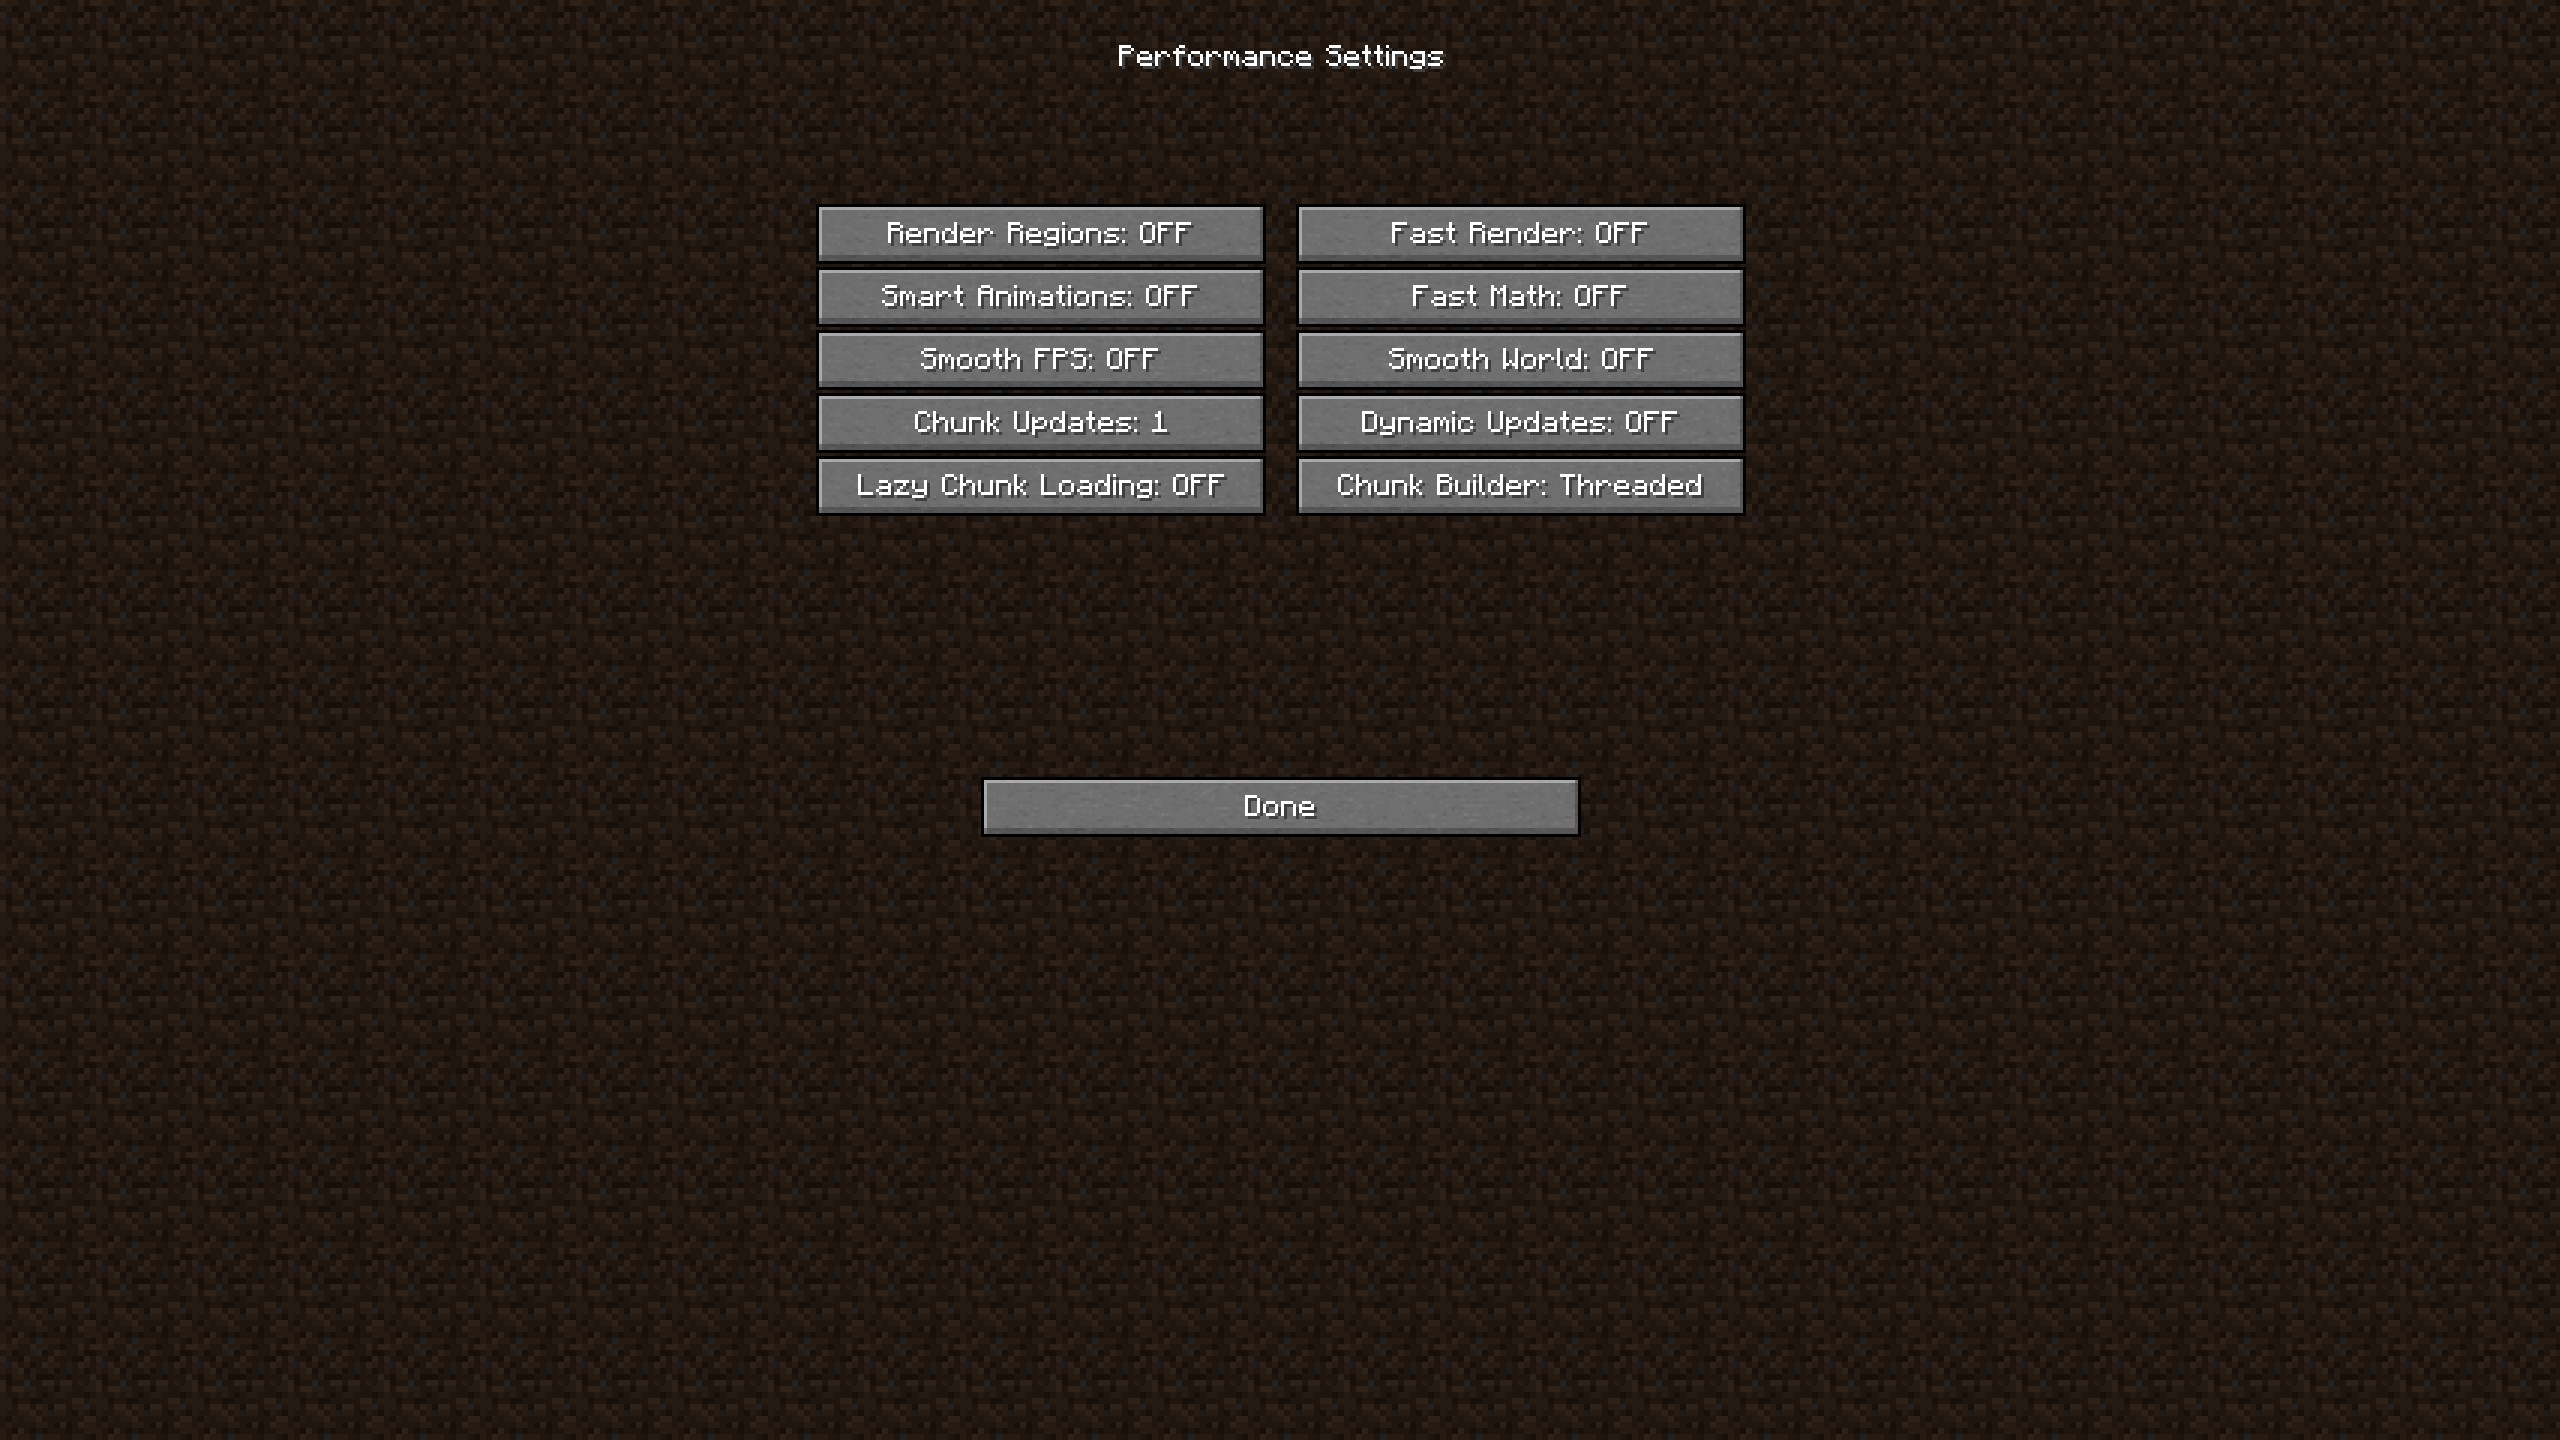 Performance Settings
Render Regions: OFF
Fast Render: OFF
Smart Animations: OFF
Fast Math: OFF
Smooth FPS: OFF
Smooth World: OFF
Chunk Updates: 1
Dynamic Updates: OFF
Lazy Chunk Loading: OFF
Chunk Builder: Threaded
Done